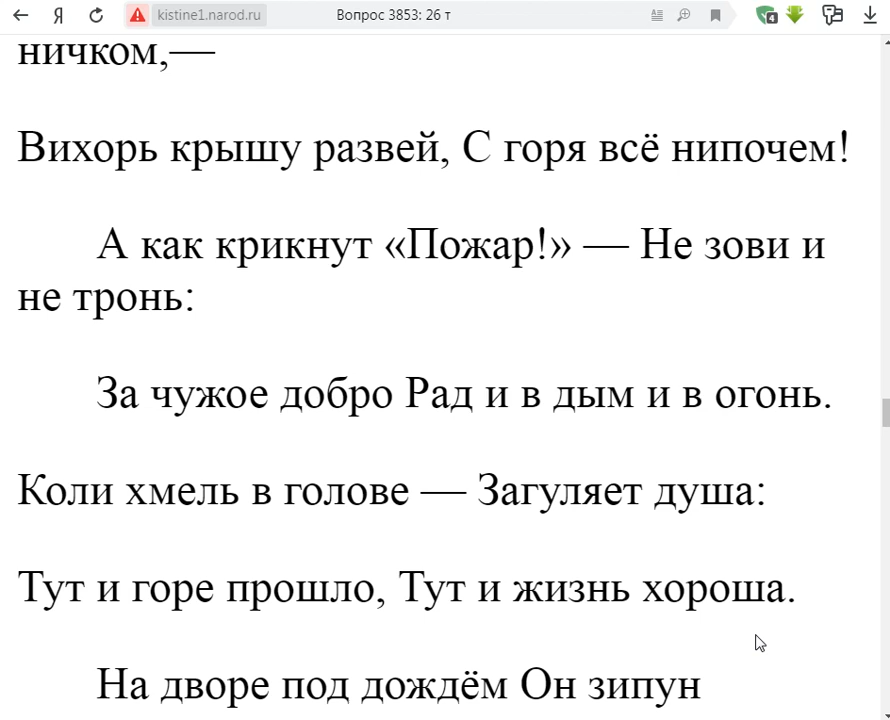 kistine1.narod.ru
Вопрос 3853: 26 т
4
ничком,—
Вихорь крышу развей, С горя всё нипочем!
А как крикнут «Пожар!» — Не зови и
не тронь:
За чужое добро Рад и в дым и в огонь.
Коли хмель в голове — Загуляет душа:
Тут и горе прошло, Тут и жизнь хороша.
На дворе под дождём Он зипун